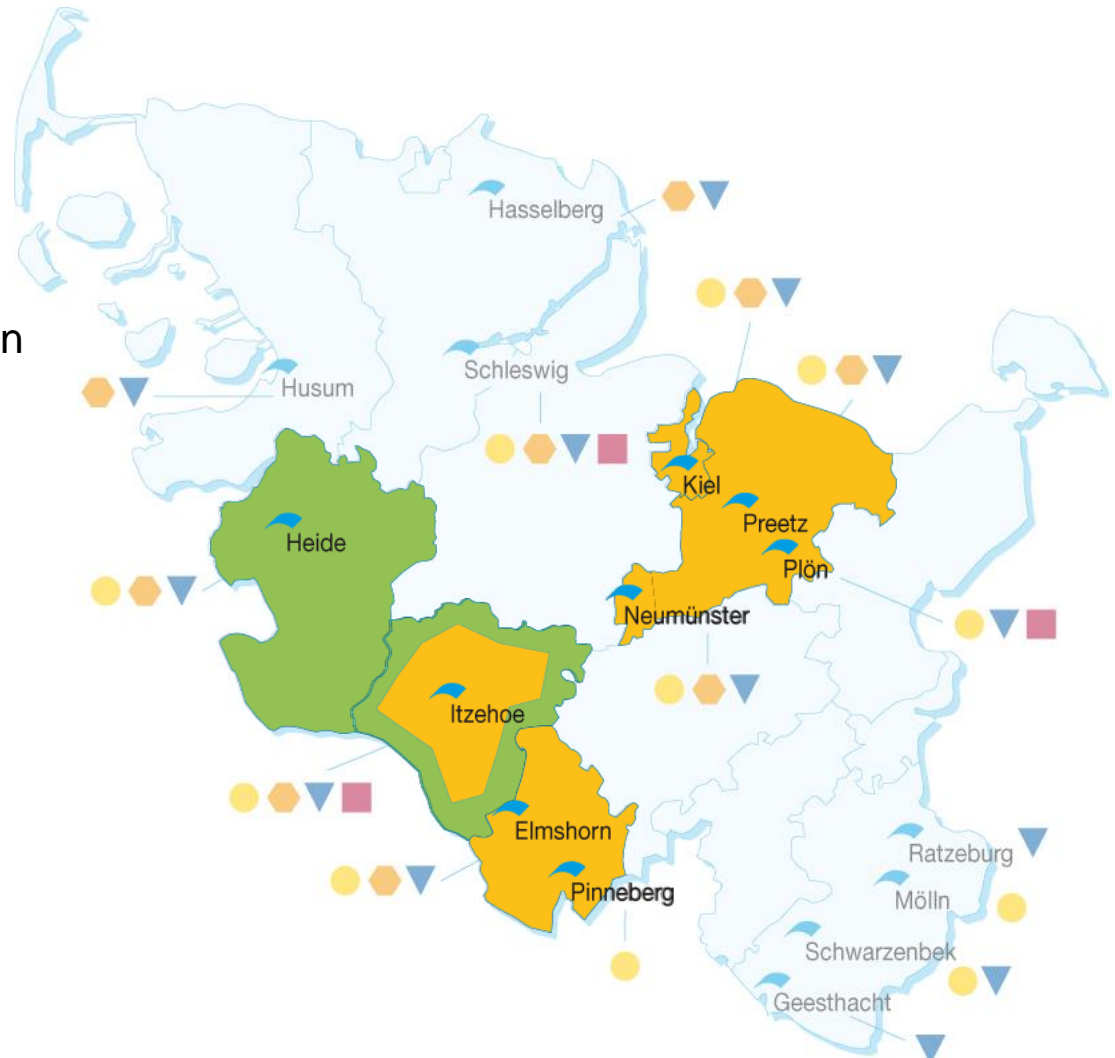 Hasselberg
n
Schleswig
Husum
Kiel
Preetz
Heide
Plön
Neumünster
Itzehoe
Elmshorn
Ratzeburg
Pinneberg
Mölln
Schwarzenbek
Geesthacht